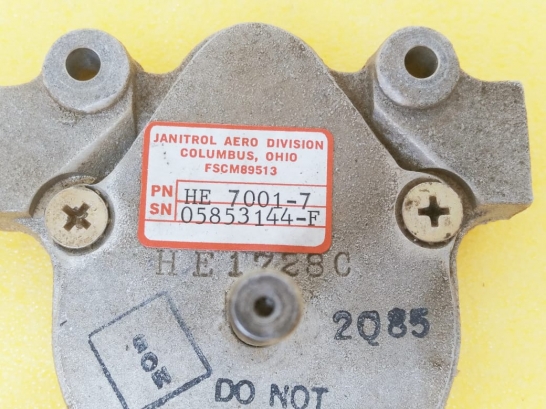 JANITROL AERO DIVISION
COLUMBUS, OHIO
FSCM89513
PN HE 7001-7
SN 05853144-F
HE1728C
2Q85
DO NOT